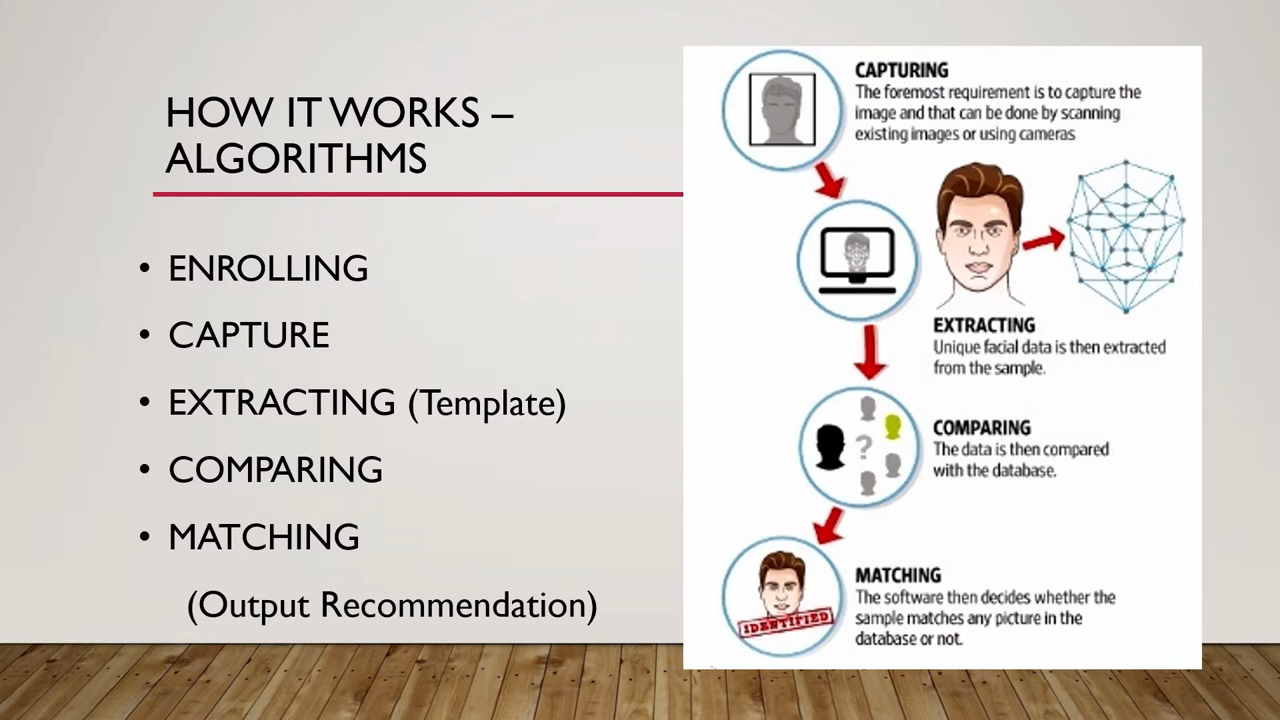 HOW IT WORKS –
ALGORITHMS
• ENROLLING
• CAPTURE
• EXTRACTING (Template)
• COMPARING
• MATCHING
(Output Recommendation)
CAPTURING
The foremost requirement is to capture the
image and that can be done by scanning
existing images or using cameras
EXTRACTING
Unique facial data is then extracted
from the sample.
?
COMPARING
The data is then compared
with the database.
IDENTIFIED
MATCHING
The software then decides whether the
sample matches any picture in the
database or not.